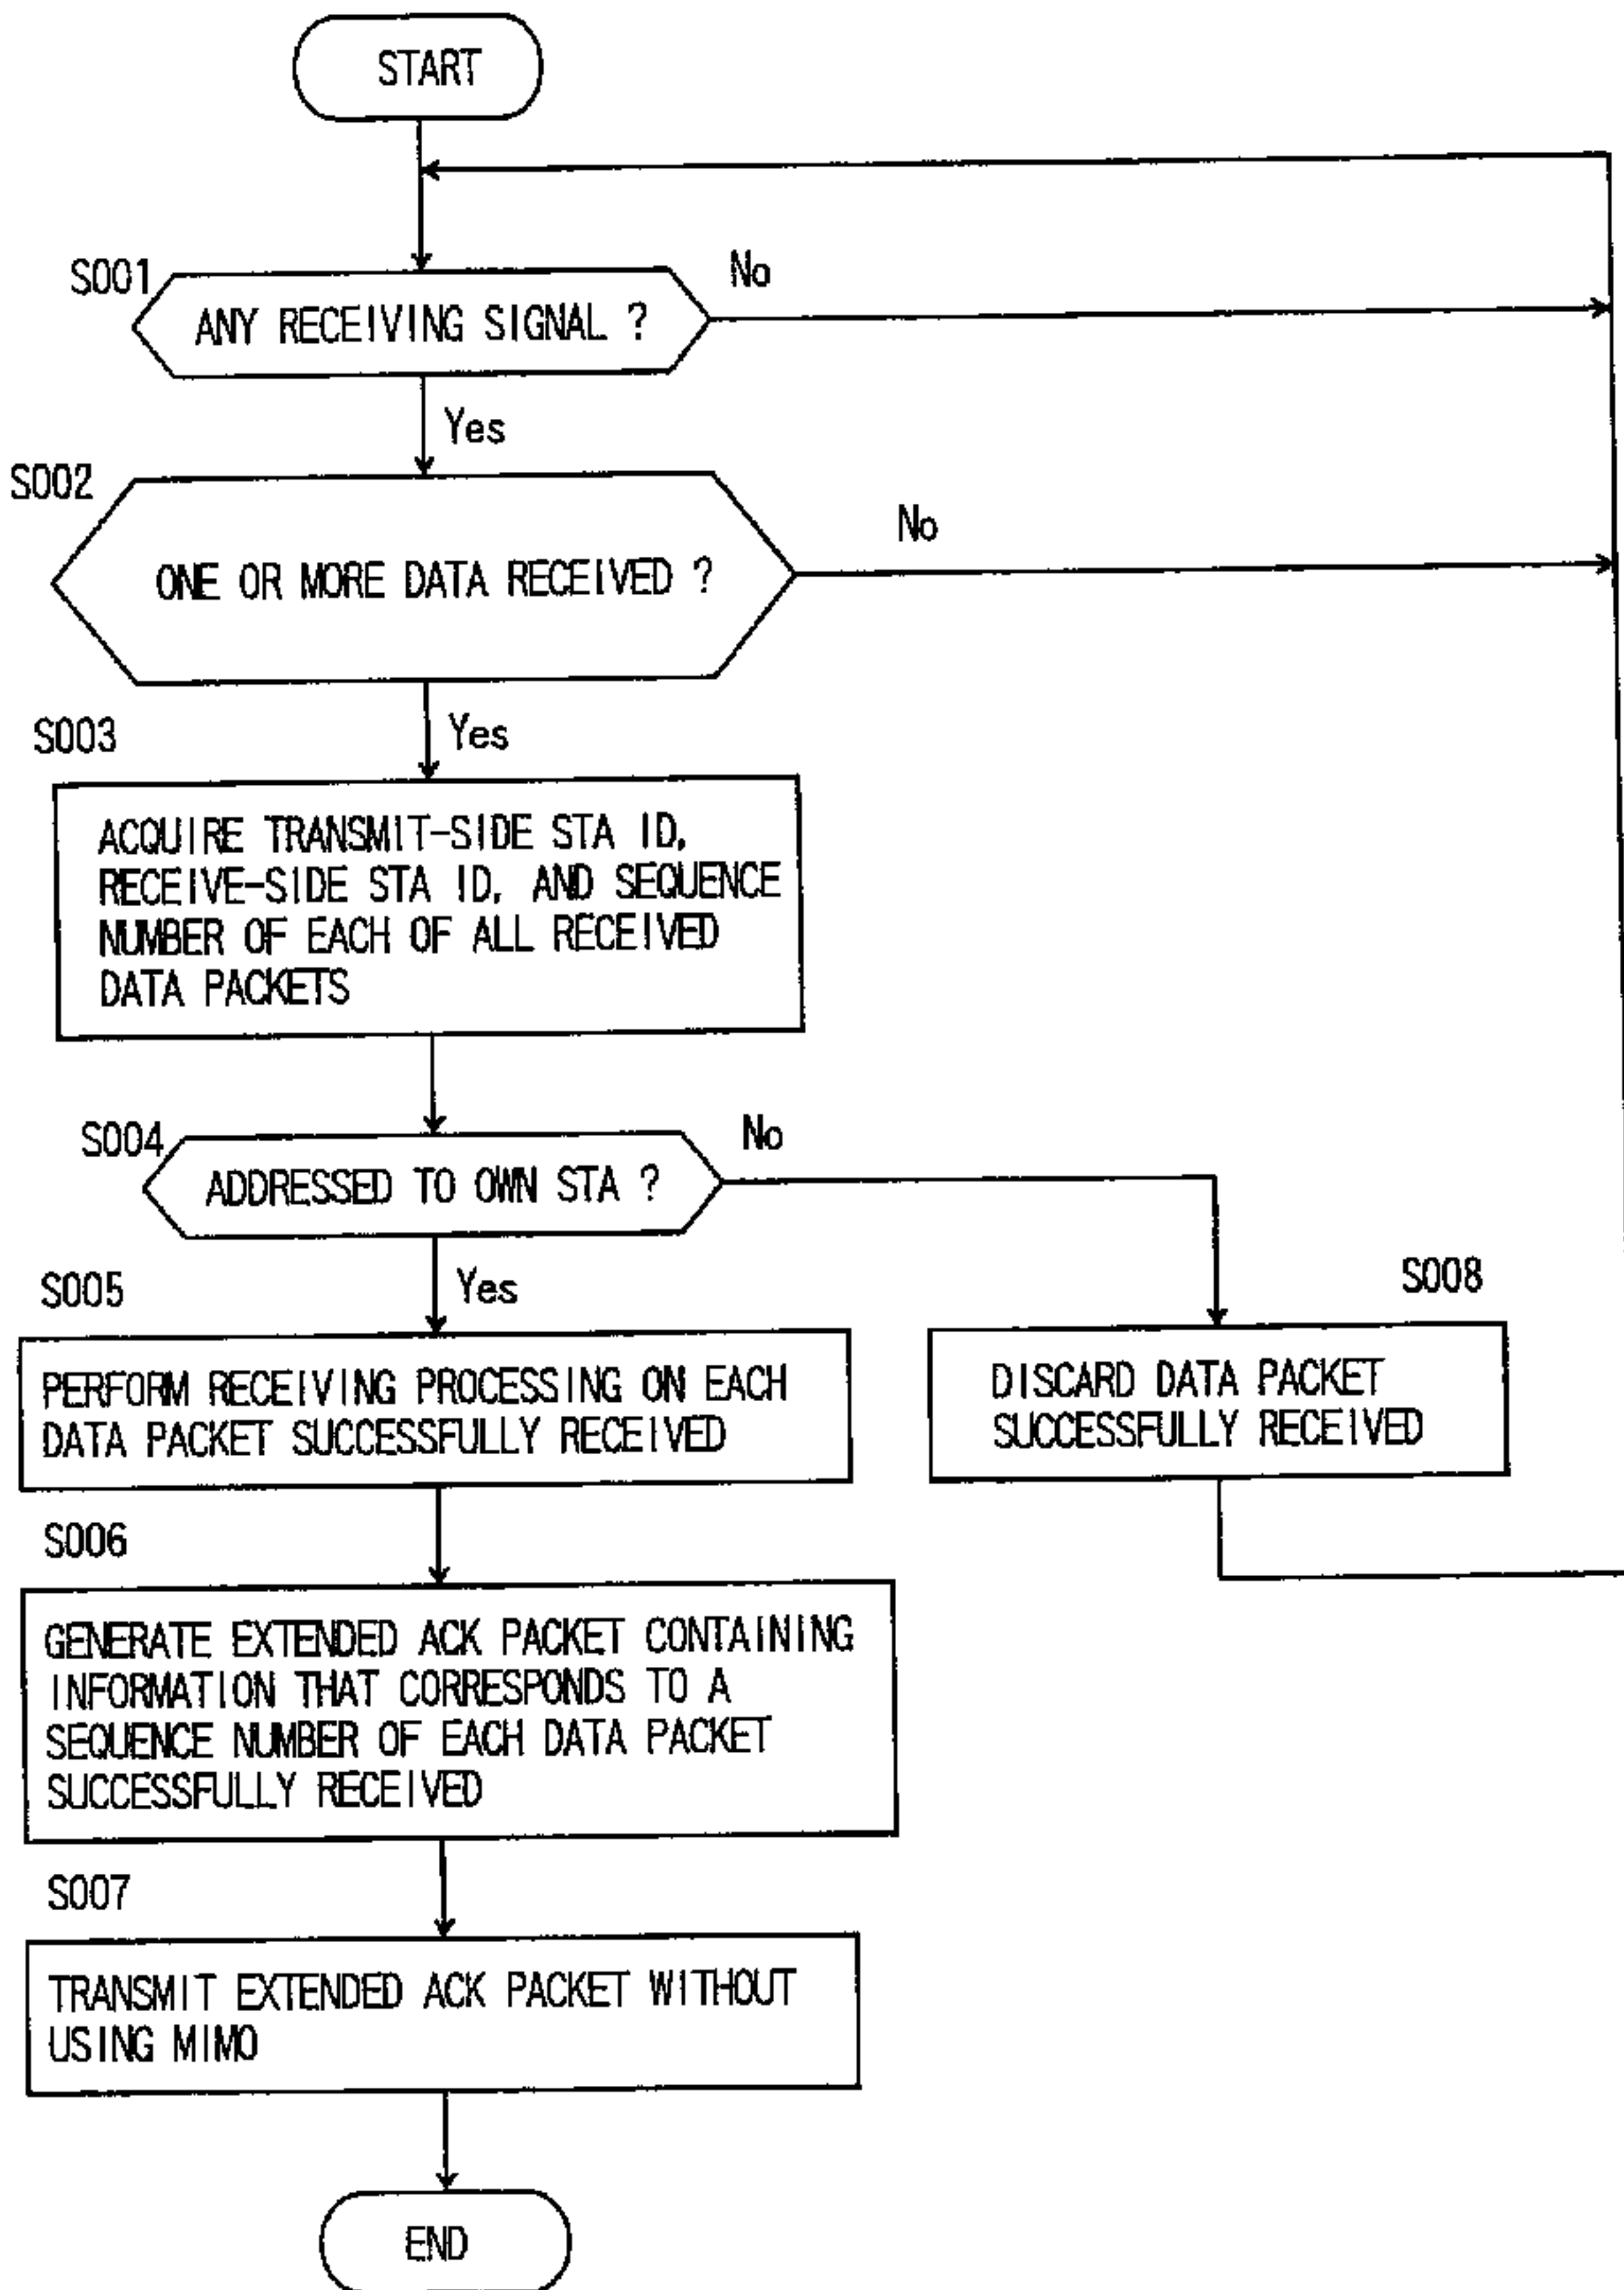 START
S001
No
ANY RECEIVING SIGNAL ?
Yes
S002
No
ONE OR MORE DATA RECEIVED ?
Yes
S003
ACQUIRE TRANSMIT-SIDE STA ID,
RECEIVE-SIDE STA ID, AND SEQUENCE
NUMBER OF EACH OF ALL RECEIVED
DATA PACKETS
S004
No
ADDRESSED TO OWN STA ?
Yes
S005
PERFORM RECEIVING PROCESSING ON EACH
DATA PACKET SUCCESSFULLY RECEIVED
S008
DISCARD DATA PACKET
SUCCESSFULLY RECEIVED
S006
GENERATE EXTENDED ACK PACKET CONTAINING
INFORMATION THAT CORRESPONDS TO A
SEQUENCE NUMBER OF EACH DATA PACKET
SUCCESSFULLY RECEIVED
S007
TRANSMIT EXTENDED ACK PACKET WITHOUT
USING MIMO
END